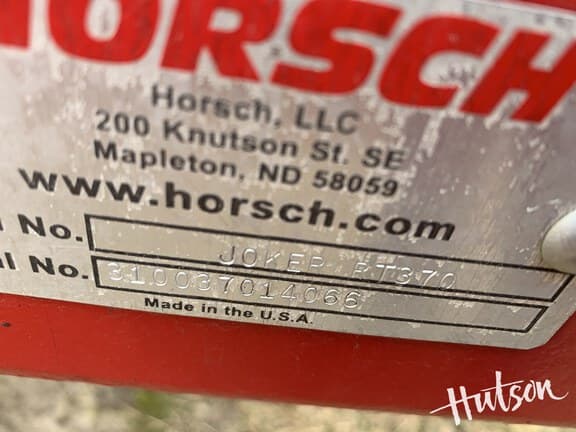 HORSCH
Horsch, LLC
200 Knutson St. SE
Mapleton, ND 58059
www.horsch.com
No. JOKER RT370
al No. 310037014066
Made in the U.S.A.
Hutson